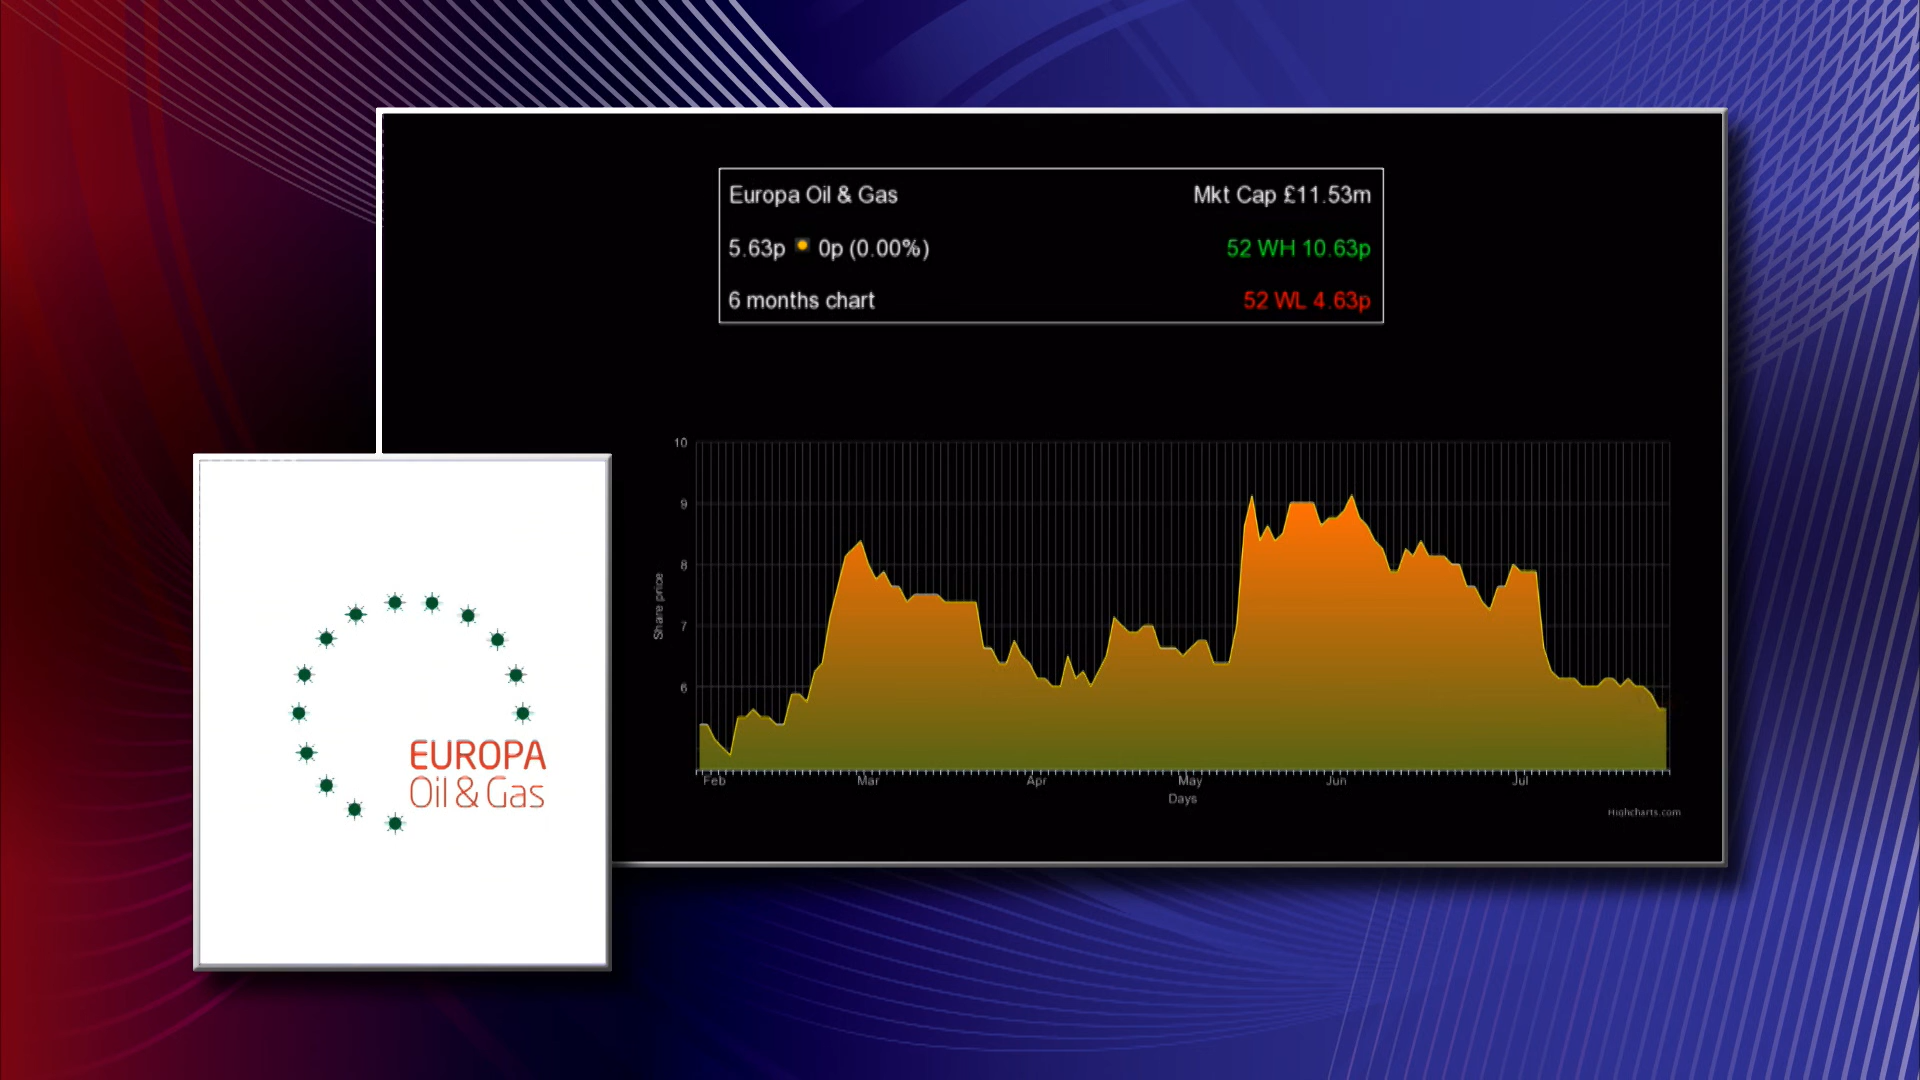 Europa Oil & Gas
Mkt Cap £11.53m
5.63p 0p (0.00%)
52 WH 10.63p
6 months chart
52 WL 4.63p
10
9
8
7
6
Share price
Feb Mar Apr May Jun Jul
Days
Highcharts.com
EUROPA
Oil & Gas